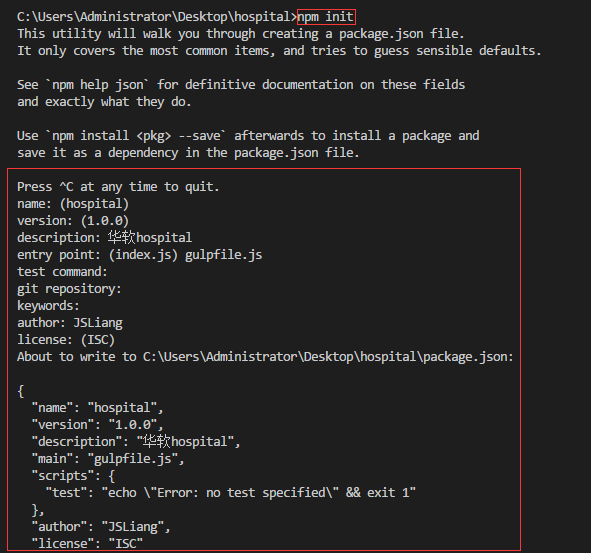 C:\Users\Administrator\Desktop\hospital>npm init
This utility will walk you through creating a package.json file.
It only covers the most common items, and tries to guess sensible defaults.
See `npm help json` for definitive documentation on these fields
and exactly what they do.
Use `npm install <pkg> --save` afterwards to install a package and
save it as a dependency in the package.json file.
Press ^C at any time to quit.
name: (hospital)
version: (1.0.0)
description: 华软hospital
entry point: (index.js) gulpfile.js
test command:
git repository:
keywords:
author: JSLiang
license: (ISC)
About to write to C:\Users\Administrator\Desktop\hospital\package.json:
{
  "name": "hospital",
  "version": "1.0.0",
  "description": "华软hospital",
  "main": "gulpfile.js",
  "scripts": {
    "test": "echo \"Error: no test specified\" && exit 1"
  },
  "author": "JSLiang",
  "license": "ISC"